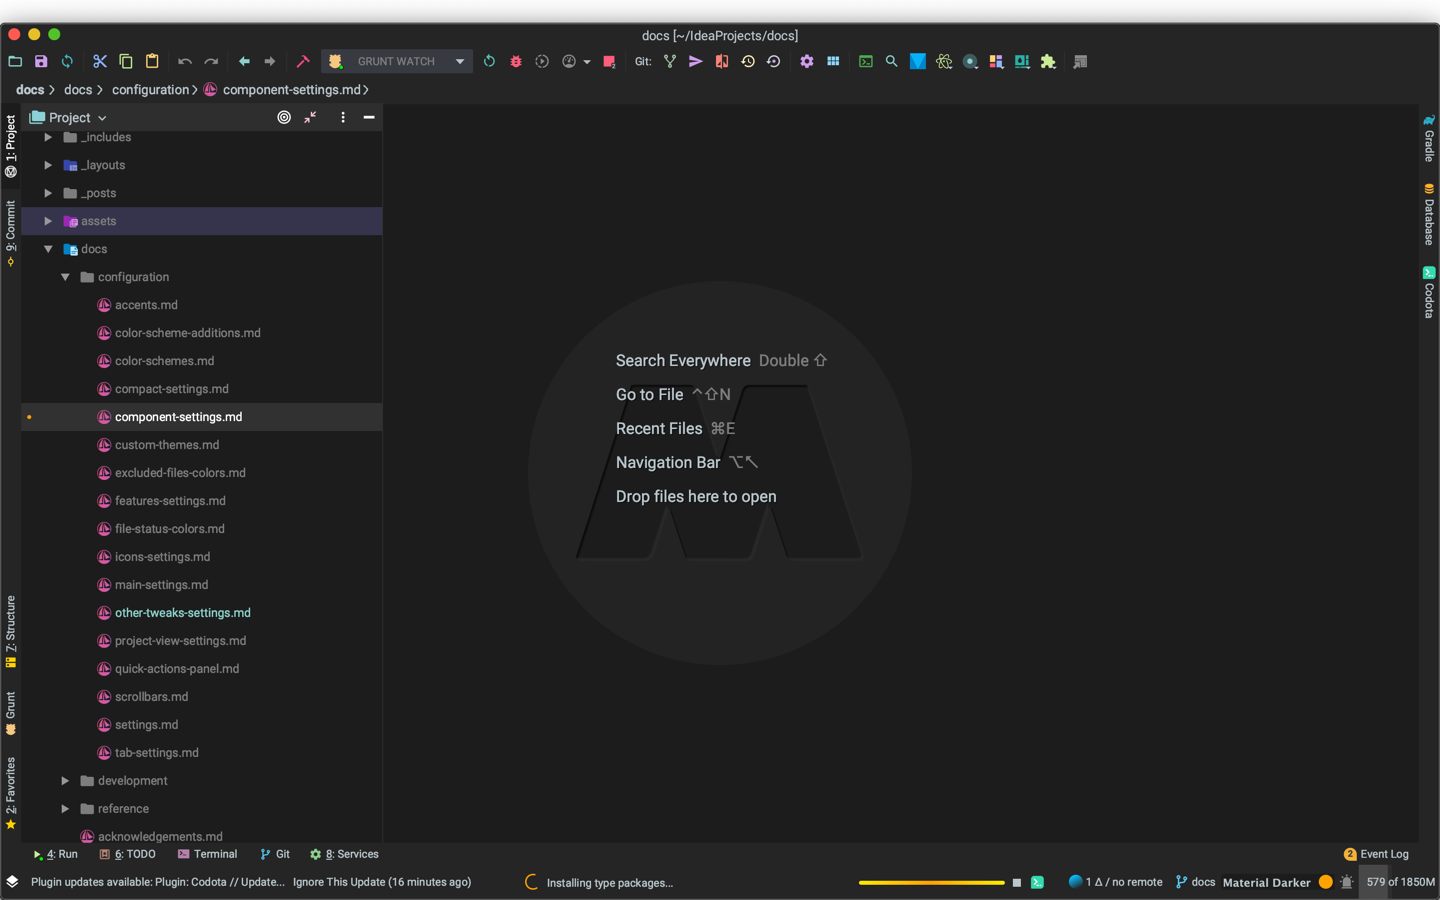 docs [~/IdeaProjects/docs]
GRUNT WATCH
Git:
docs > docs > configuration > component-settings.md >
Project
1: Project
9: Commit
7: Structure
Grunt
2: Favorites
_includes
_layouts
_posts
assets
docs
configuration
accents.md
color-scheme-additions.md
color-schemes.md
compact-settings.md
component-settings.md
custom-themes.md
excluded-files-colors.md
features-settings.md
file-status-colors.md
icons-settings.md
main-settings.md
other-tweaks-settings.md
project-view-settings.md
quick-actions-panel.md
scrollbars.md
settings.md
tab-settings.md
development
reference
acknowledgements.md
Search Everywhere Double ⇧
Go to File ^⇧N
Recent Files ⌘E
Navigation Bar ⌥↖
Drop files here to open
Gradle
Database
Codota
4: Run
6: TODO
Terminal
Git
8: Services
2 Event Log
Plugin updates available: Plugin: Codota // Update... Ignore This Update (16 minutes ago)
Installing type packages...
1 Δ / no remote
docs
Material Darker
579 of 1850M